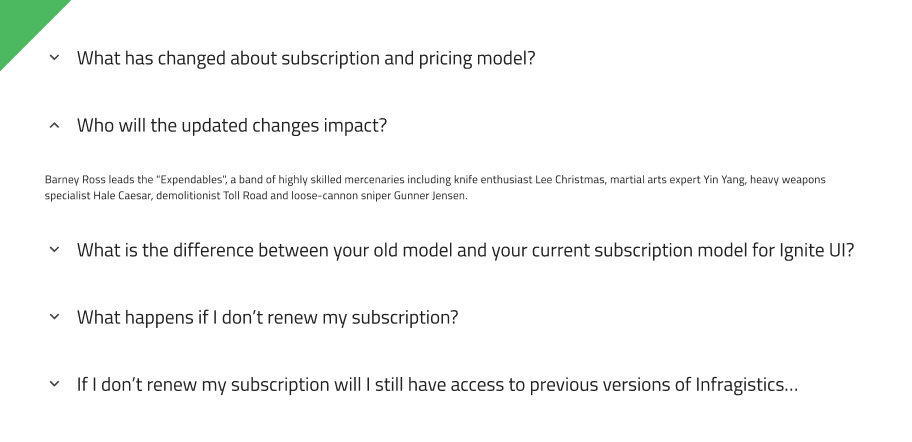 What has changed about subscription and pricing model?
Who will the updated changes impact?
Barney Ross leads the "Expendables", a band of highly skilled mercenaries including knife enthusiast Lee Christmas, martial arts expert Yin Yang, heavy weapons
specialist Hale Caesar, demolitionist Toll Road and loose-cannon sniper Gunner Jensen.
What is the difference between your old model and your current subscription model for Ignite UI?
What happens if I don’t renew my subscription?
If I don’t renew my subscription will I still have access to previous versions of Infragistics...